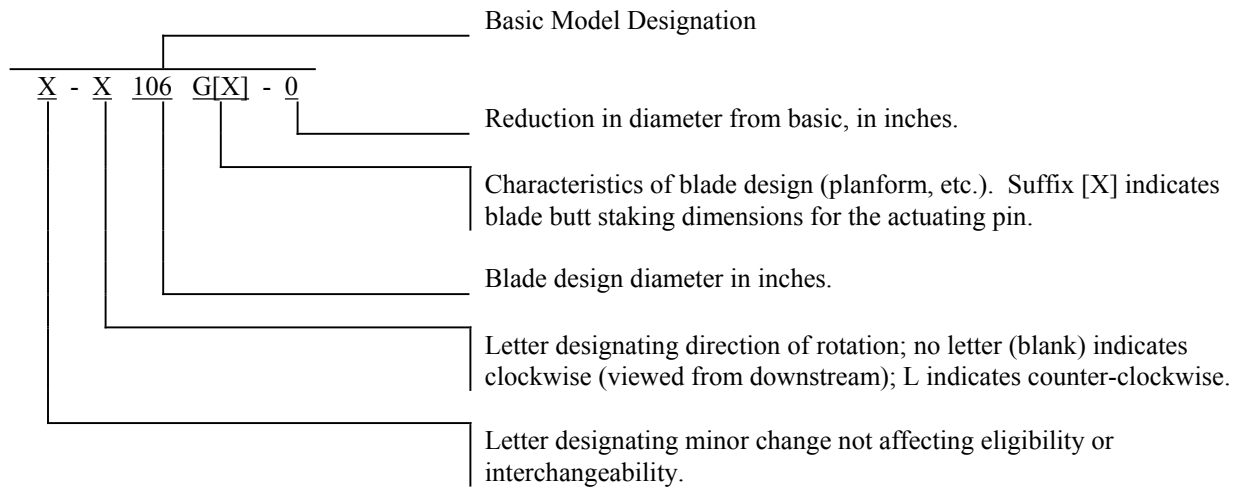 Basic Model Designation
X - X 106 G[X] - 0
Reduction in diameter from basic, in inches.
Characteristics of blade design (planform, etc.). Suffix [X] indicates
blade butt staking dimensions for the actuating pin.
Blade design diameter in inches.
Letter designating direction of rotation; no letter (blank) indicates
clockwise (viewed from downstream); L indicates counter-clockwise.
Letter designating minor change not affecting eligibility or
interchangeability.